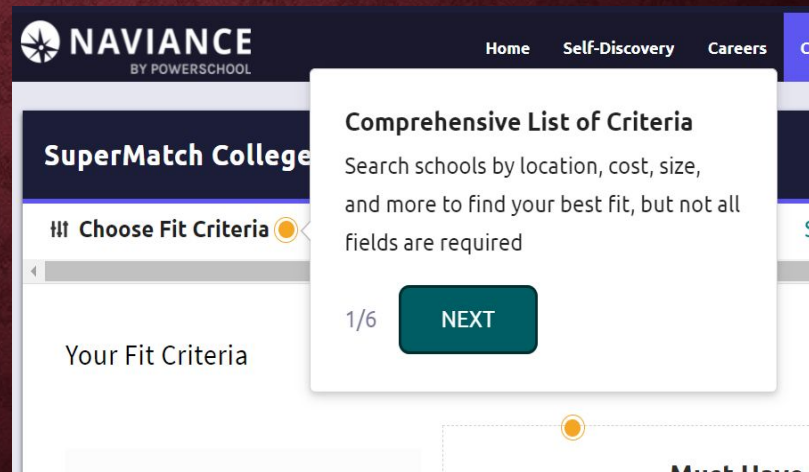 NAVIANCE
BY POWERSCHOOL
Home Self-Discovery Careers
SuperMatch College
Comprehensive List of Criteria
Search schools by location, cost, size,
and more to find your best fit, but not all
fields are required
Choose Fit Criteria
1/6 NEXT
Your Fit Criteria
Must Have